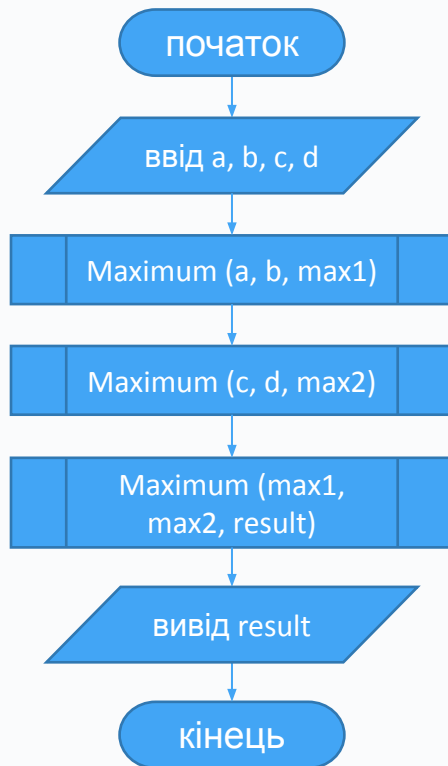 початок
ввід a, b, c, d
Maximum (a, b, max1)
Maximum (c, d, max2)
Maximum (max1,
max2, result)
вивід result
кінець